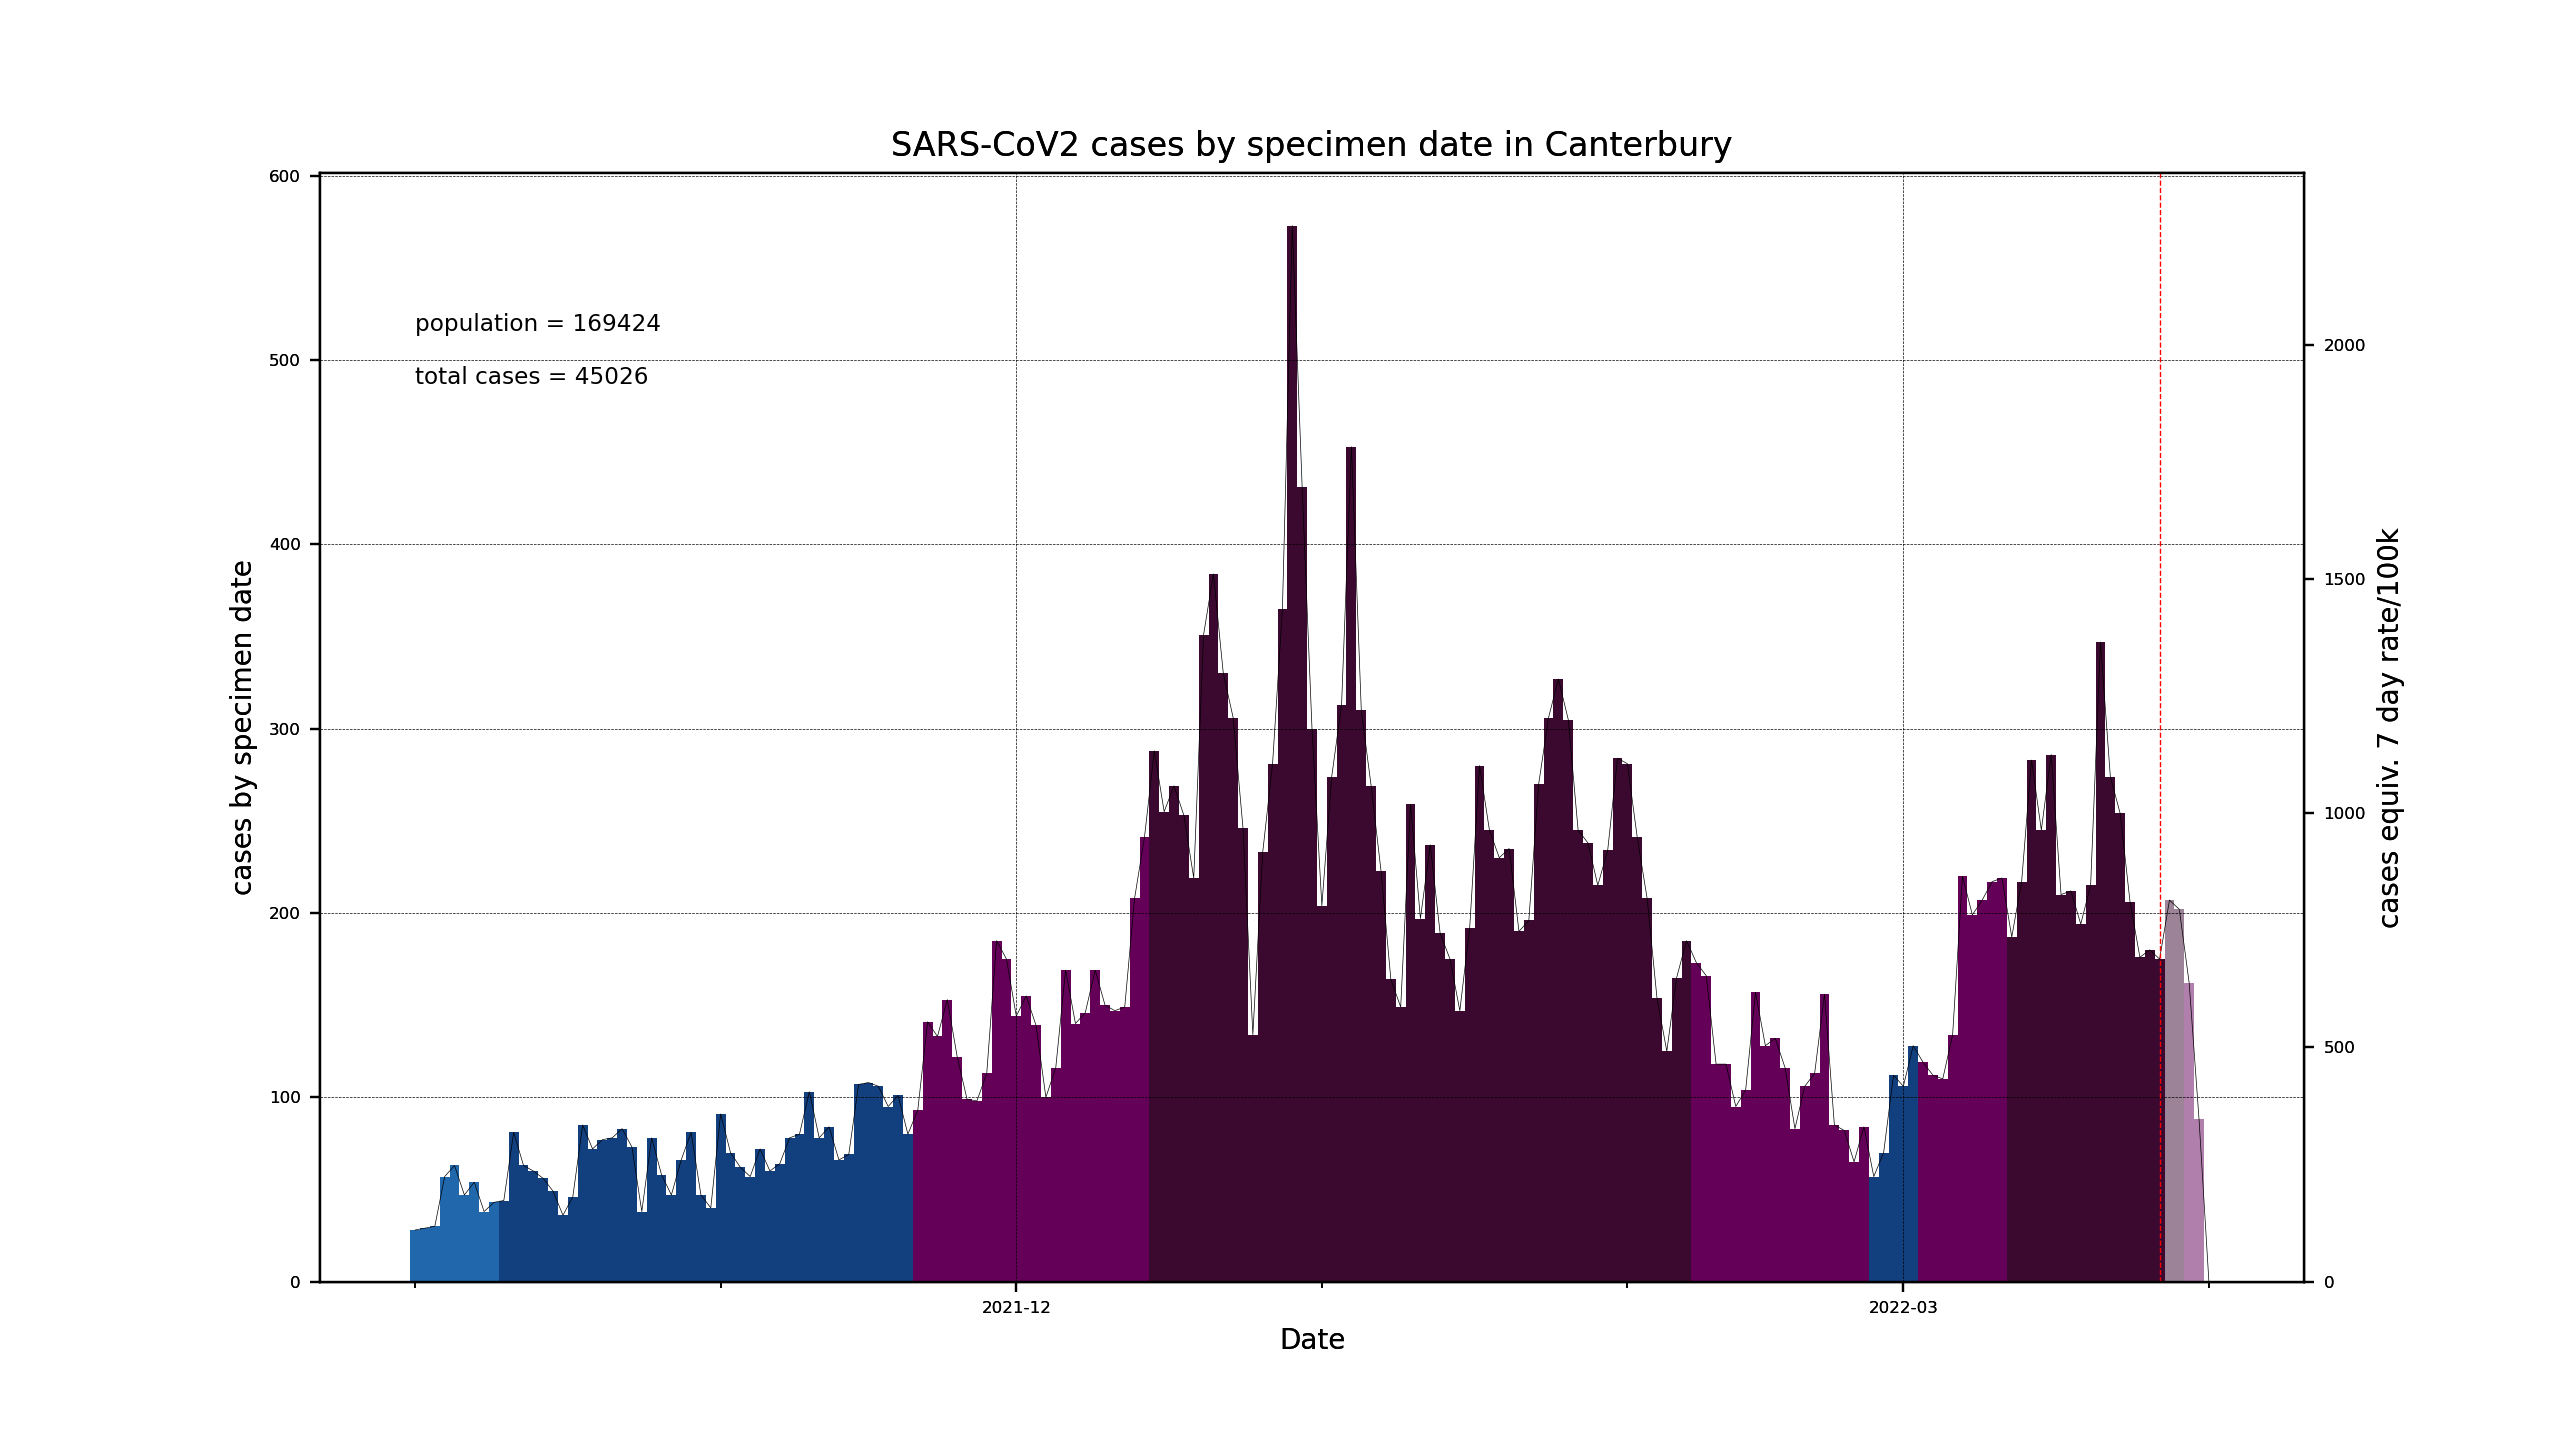 SARS-CoV2 cases by specimen date in Canterbury
600
500
400
300
200
100
0
cases by specimen date
population = 169424
total cases = 45026
2000
1500
1000
500
0
cases equiv. 7 day rate/100k
2021-12
2022-03
Date